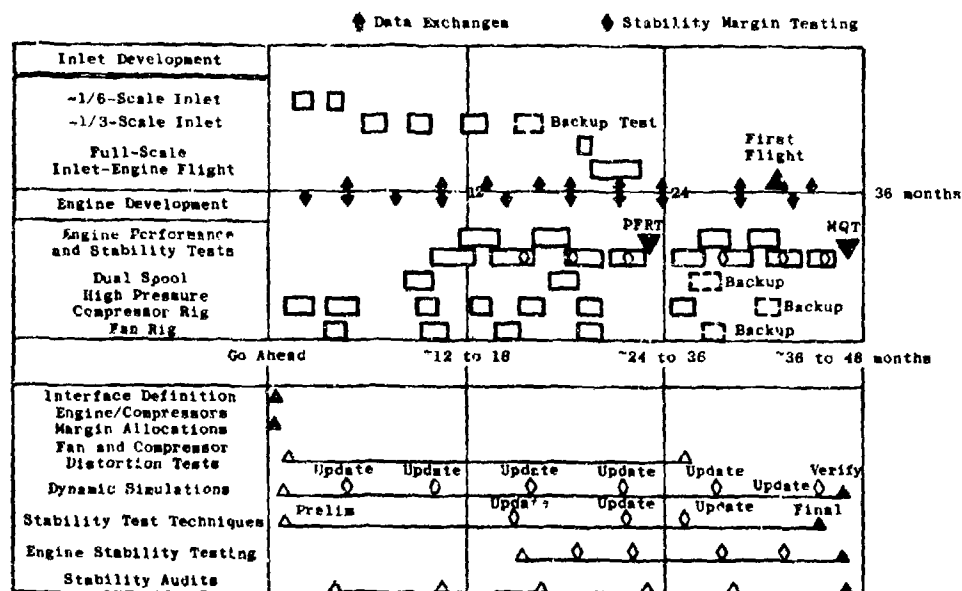 Data Exchanges
Stability Margin Testing
Inlet Development
~1/6-Scale Inlet
~1/3-Scale Inlet
Backup Test
Full-Scale
Inlet-Engine Flight
First
Flight
12
24
36 months
Engine Development
Engine Performance
and Stability Tests
PFRT
MQT
Dual Spool
Backup
High Pressure
Compressor Rig
Backup
Fan Rig
Backup
Go Ahead
~12 to 18
~24 to 36
~36 to 48 months
Interface Definition
Engine/Compressors
Margin Allocations
Fan and Compressor
Distortion Tests
Update Update Update Update Update Verify
Dynamic Simulations
Update
Prelim Update Update Update Final
Stability Test Techniques
Engine Stability Testing
Stability Audits